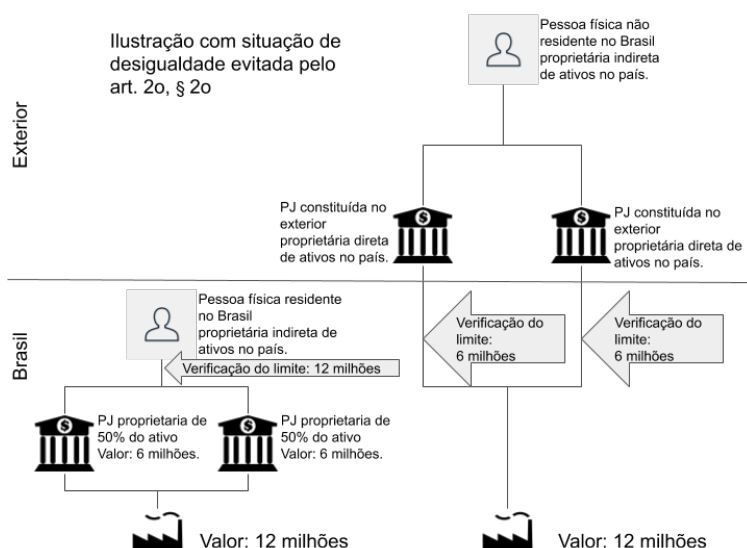 Ilustração com situação de
desigualdade evitada pelo
art. 2o, § 2o
Pessoa física não
residente no Brasil
proprietária indireta
de ativos no país.
Exterior
PJ constituída no
exterior
proprietária direta
de ativos no país.
PJ constituída no
exterior
proprietária direta de
ativos no país.
Brasil
Pessoa física residente
no Brasil
proprietária indireta de
ativos no país.
Verificação do limite: 12 milhões
Verificação do
limite:
6 milhões
Verificação do
limite:
6 milhões
PJ proprietaria de
50% do ativo
Valor: 6 milhões.
PJ proprietaria de
50% do ativo
Valor: 6 milhões.
Valor: 12 milhões
Valor: 12 milhões